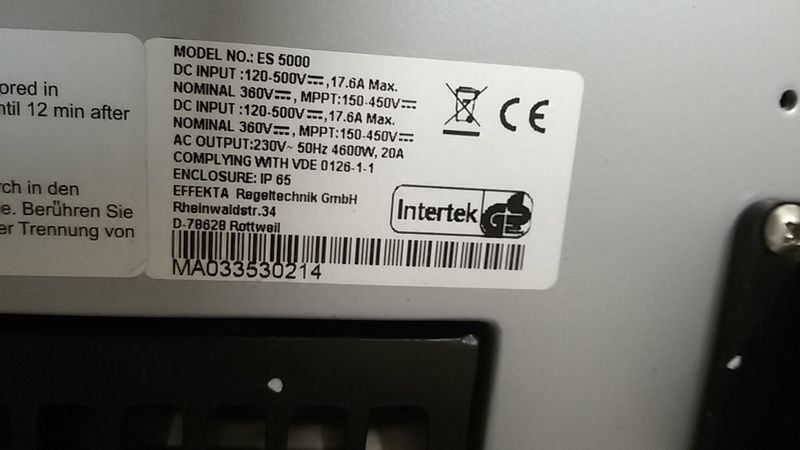 ored in
ntil 12 min after
rch in den
e. Berühren Sie
er Trennung von
MODEL NO.: ES 5000
DC INPUT :120-500V⎓,17.6A Max.
NOMINAL 360V⎓, MPPT:150-450V⎓
DC INPUT :120-500V⎓,17.6A Max.
NOMINAL 360V⎓, MPPT:150-450V⎓
AC OUTPUT:230V~ 50Hz 4600W, 20A
COMPLYING WITH VDE 0126-1-1
ENCLOSURE: IP 65
EFFEKTA Regeltechnik GmbH
Rheinwaldstr.34
D-78628 Rottweil
MA033530214
CE
Intertek GS